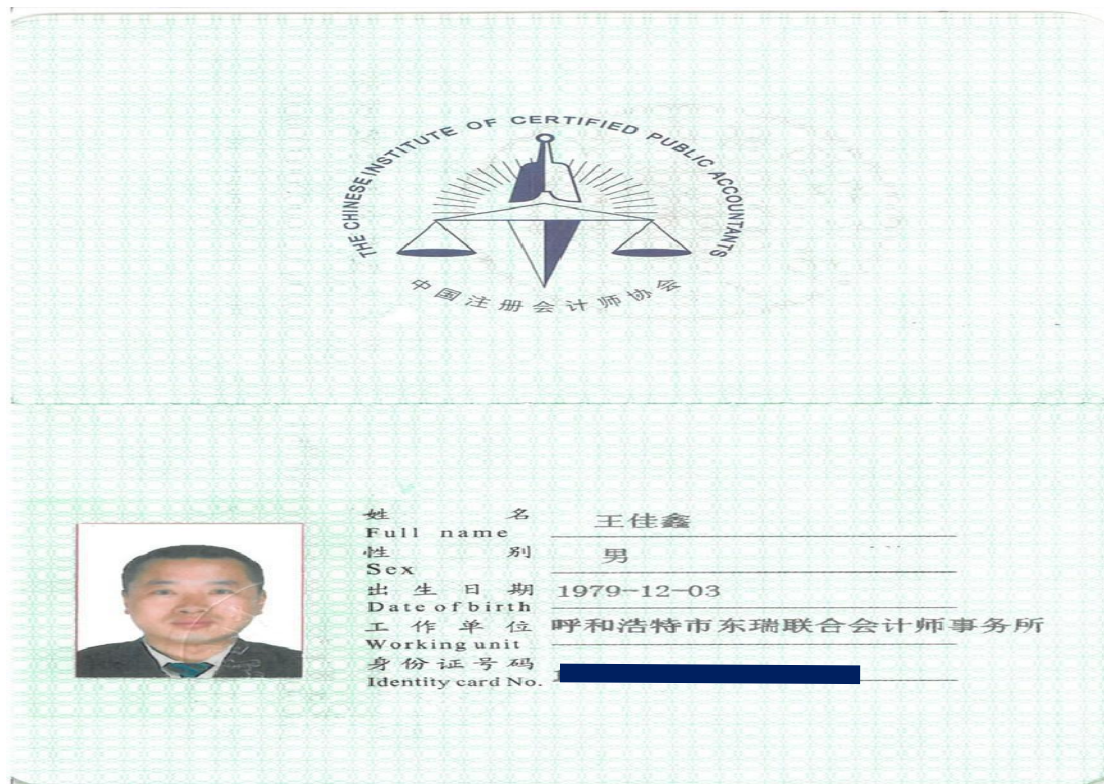 THE CHINESE INSTITUTE OF CERTIFIED PUBLIC ACCOUNTANTS
中国注册会计师协会
姓 名 王佳鑫
Full name
性 别 男
Sex
出生日期 1979-12-03
Date of birth
工作单位 呼和浩特市东瑞联合会计师事务所
Working unit
身份证号码
Identity card No.